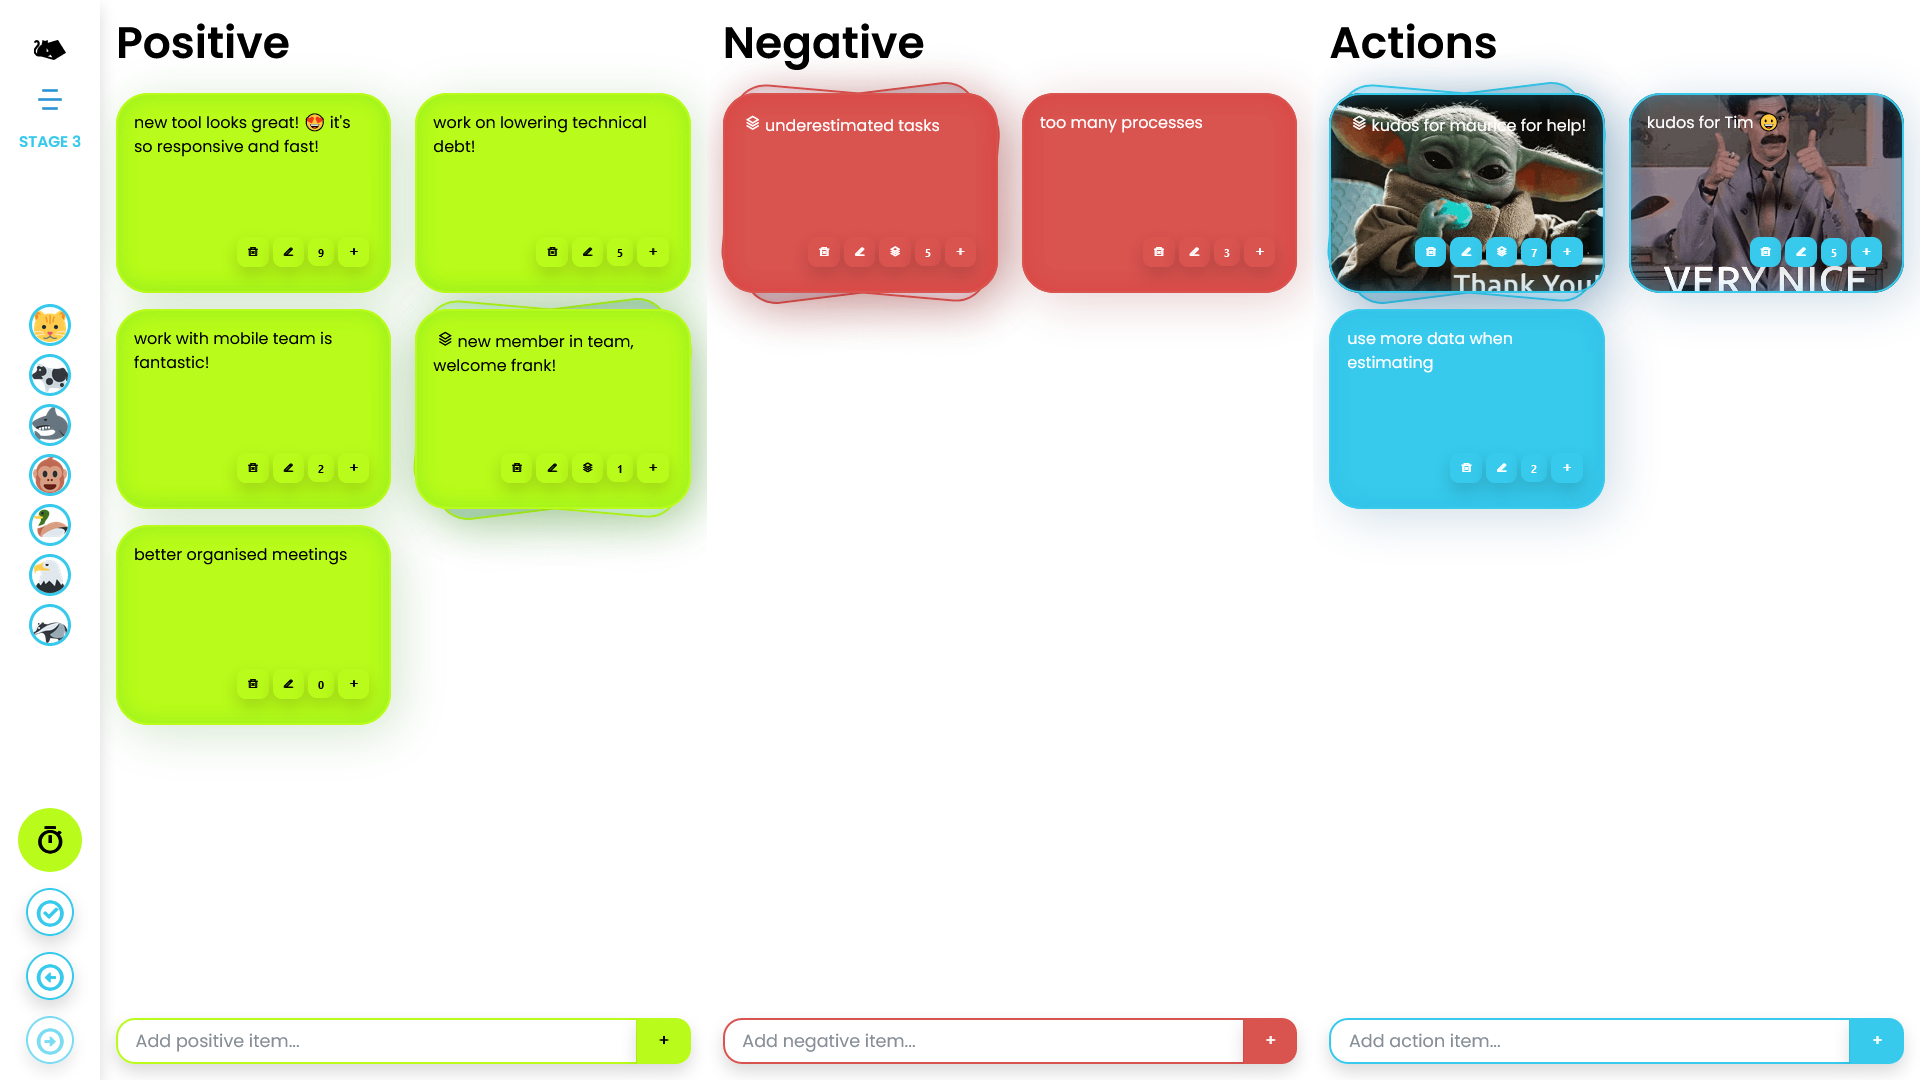 Positive
Negative
Actions
STAGE 3
new tool looks great! 😍 it's
so responsive and fast!
9 +
work on lowering technical
debt!
5 +
underestimated tasks
5 +
too many processes
3 +
kudos for maurice for help!
7 +
Thank You!
kudos for Tim 😀
5 +
VERY NICE
work with mobile team is
fantastic!
2 +
new member in team,
welcome frank!
1 +
use more data when
estimating
2 +
better organised meetings
0 +
Add positive item... +
Add negative item... +
Add action item... +